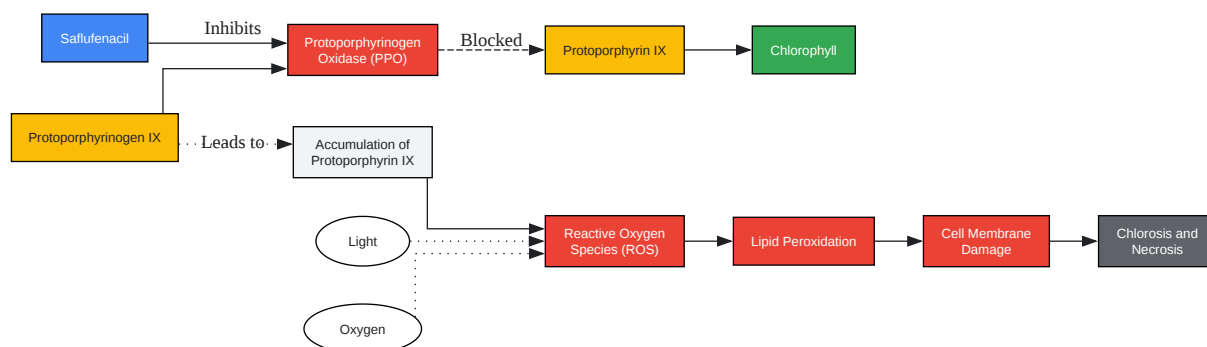 Saflufenacil
Inhibits
Protoporphyrinogen
Oxidase (PPO)
Blocked
Protoporphyrin IX
Chlorophyll
Protoporphyrinogen IX
Leads to
Accumulation of
Protoporphyrin IX
Light
Oxygen
Reactive Oxygen
Species (ROS)
Lipid Peroxidation
Cell Membrane
Damage
Chlorosis and
Necrosis